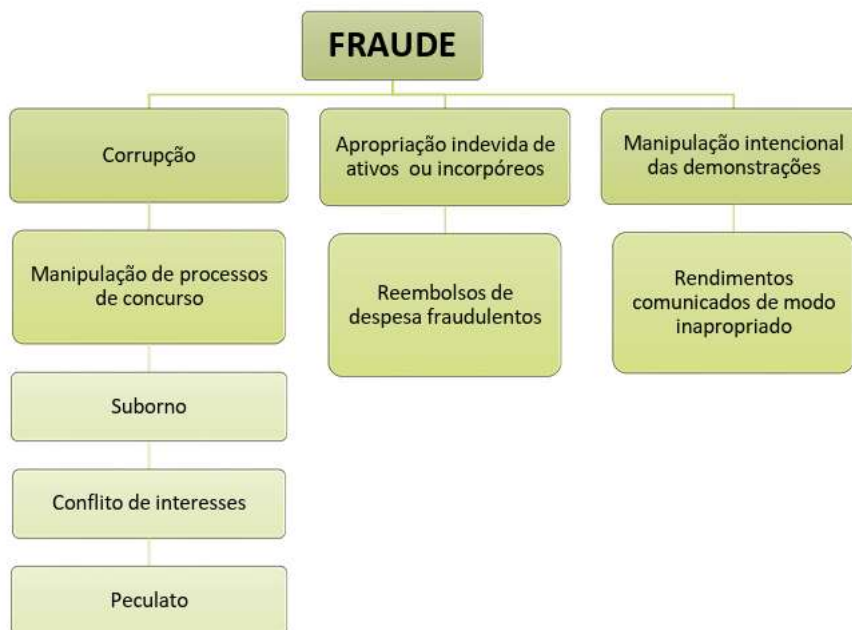 FRAUDE
Corrupção
Apropriação indevida de
ativos ou incorpóreos
Manipulação intencional
das demonstrações
Manipulação de processos
de concurso
Reembolsos de
despesa fraudulentos
Rendimentos
comunicados de modo
inapropriado
Suborno
Conflito de interesses
Peculato